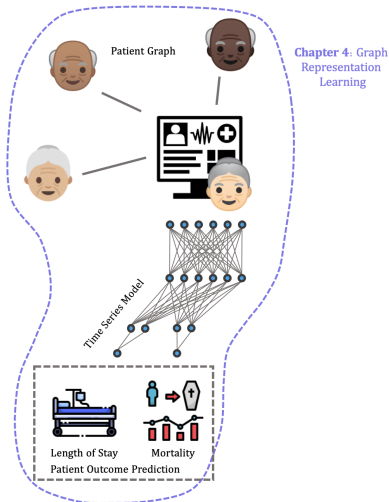 Patient Graph
Chapter 4: Graph
Representation
Learning
Time Series Model
Length of Stay
Mortality
Patient Outcome Prediction